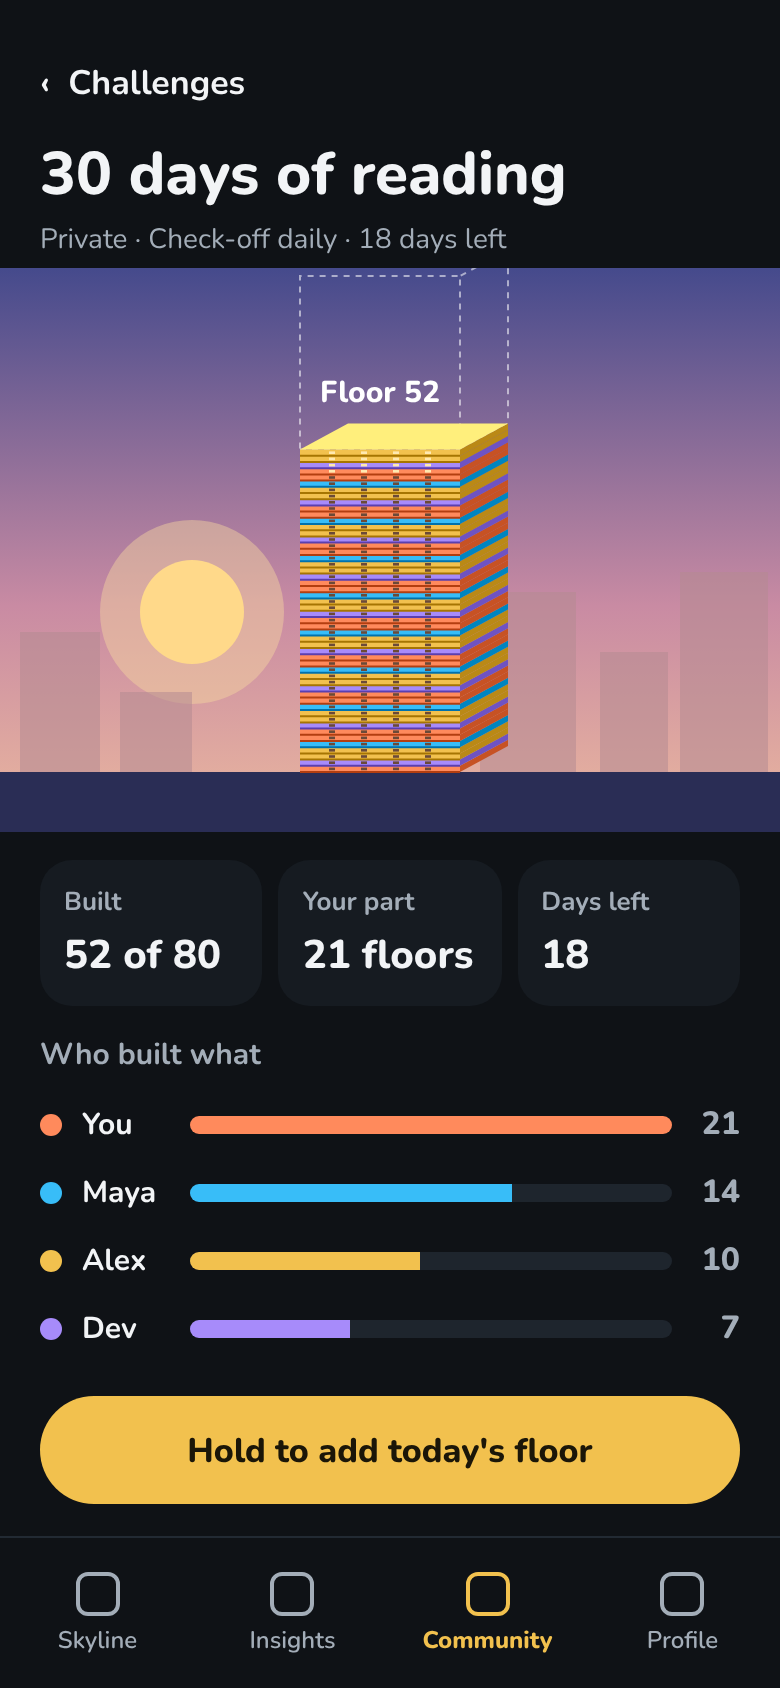 ‹ Challenges
30 days of reading
Private · Check-off daily · 18 days left
Floor 52
Built
52 of 80
Your part
21 floors
Days left
18
Who built what
You 21
Maya 14
Alex 10
Dev 7
Hold to add today's floor
Skyline Insights Community Profile